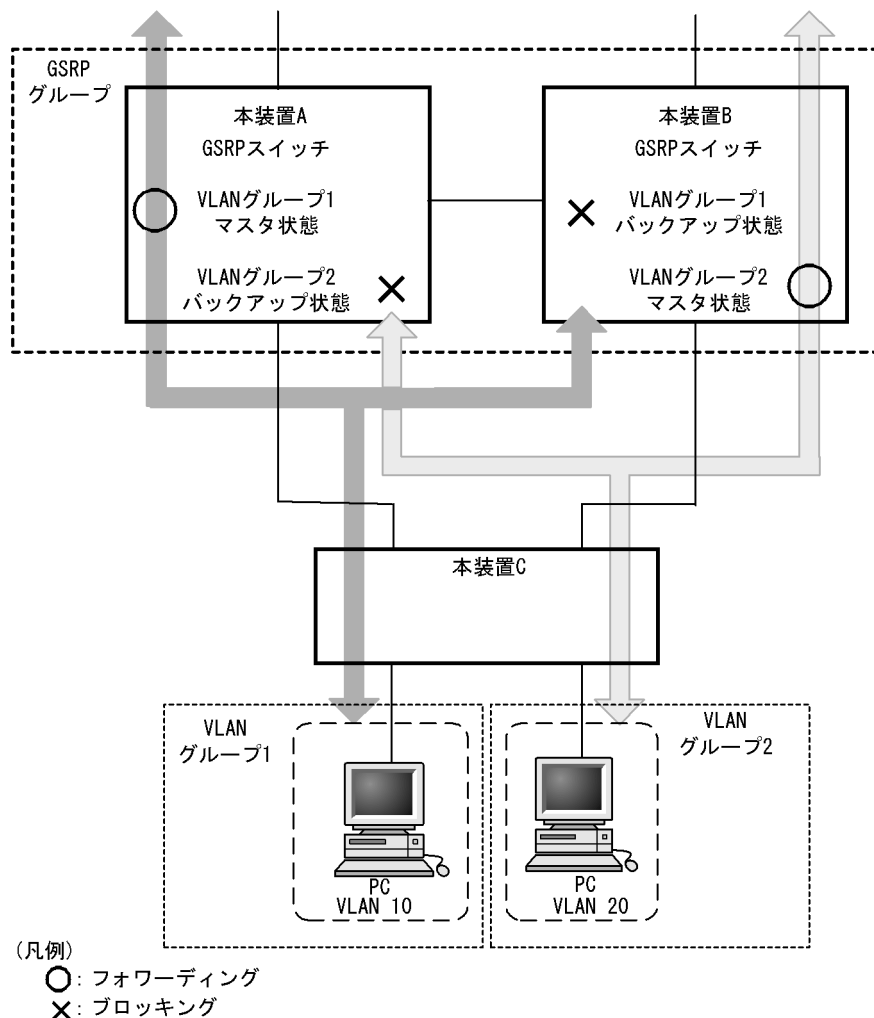 GSRP
グループ
本装置A
GSRPスイッチ
VLANグループ1
マスタ状態
VLANグループ2
バックアップ状態
本装置B
GSRPスイッチ
VLANグループ1
バックアップ状態
VLANグループ2
マスタ状態
本装置C
VLAN
グループ1
PC
VLAN 10
VLAN
グループ2
PC
VLAN 20
(凡例)
○: フォワーディング
×: ブロッキング